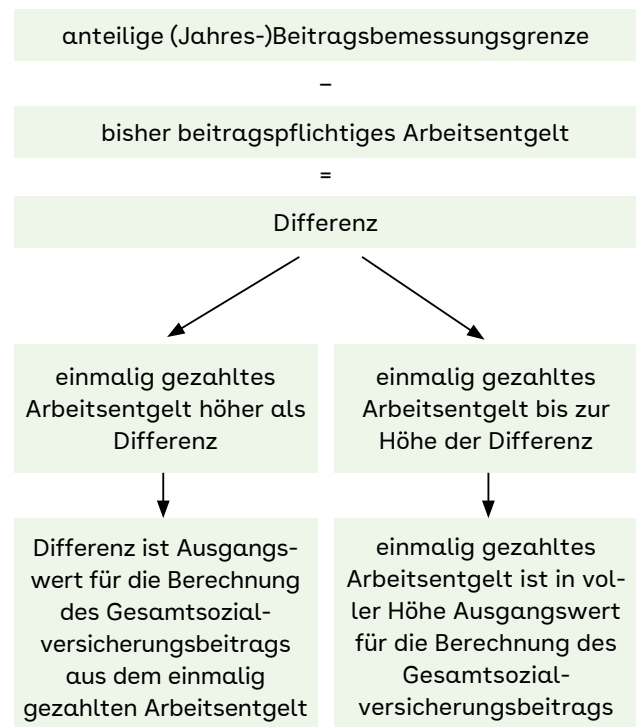 anteilige (Jahres-)Beitragsbemessungsgrenze
–
bisher beitragspflichtiges Arbeitsentgelt
=
Differenz
einmalig gezahltes
Arbeitsentgelt höher als
Differenz
einmalig gezahltes
Arbeitsentgelt bis zur
Höhe der Differenz
Differenz ist Ausgangs-
wert für die Berechnung
des Gesamtsozial-
versicherungsbeitrags
aus dem einmalig
gezahlten Arbeitsentgelt
einmalig gezahltes
Arbeitsentgelt ist in vol-
ler Höhe Ausgangswert
für die Berechnung des
Gesamtsozial-
versicherungsbeitrags